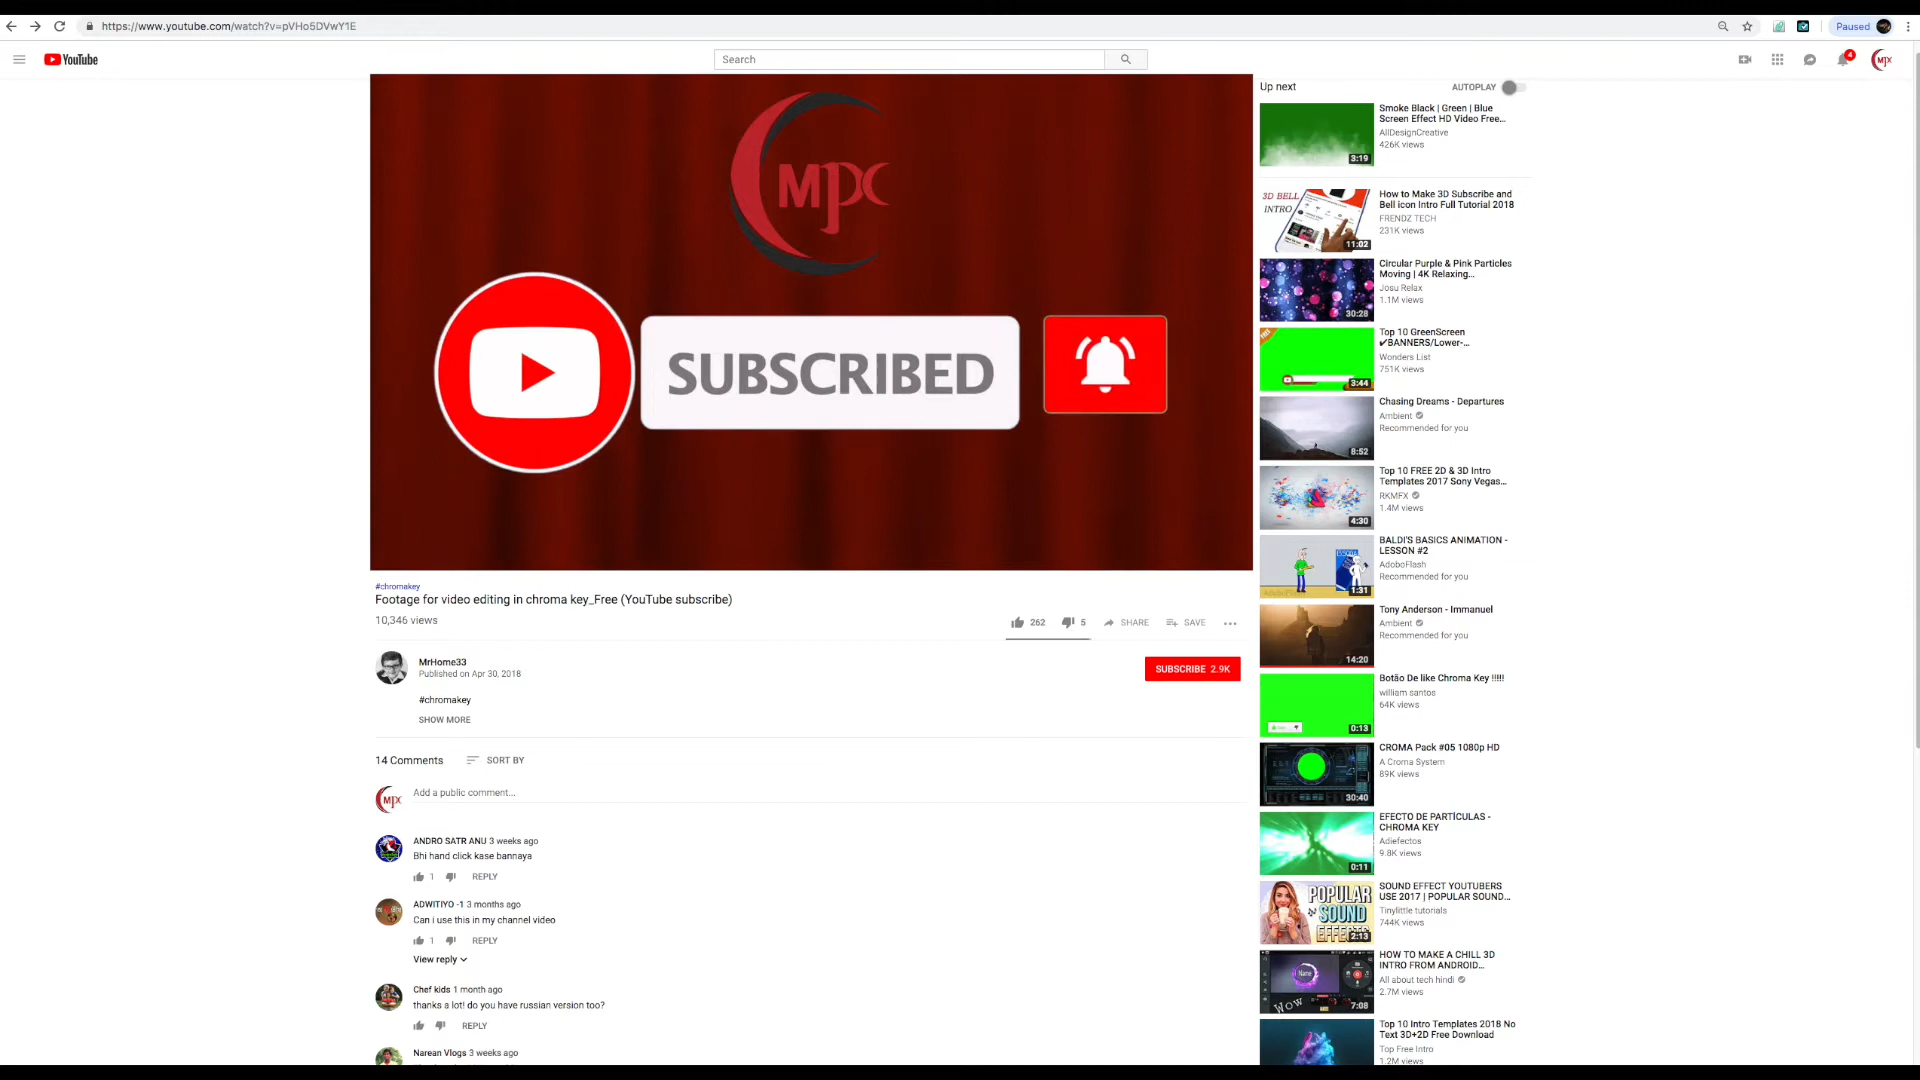 https://www.youtube.com/watch?v=pVHo5DVwY1E
Paused
YouTube
Search
4
MPC
SUBSCRIBED
#chromakey
Footage for video editing in chroma key_Free (YouTube subscribe)
10,346 views
262
5
SHARE
SAVE
MrHome33
Published on Apr 30, 2018
SUBSCRIBE 2.9K
#chromakey
SHOW MORE
14 Comments
SORT BY
Add a public comment...
ANDRO SATR ANU 3 weeks ago
Bhi hand click kase bannaya
1
REPLY
ADWITIYO -1 3 months ago
Can i use this in my channel video
1
REPLY
View reply
Chef kids 1 month ago
thanks a lot! do you have russian version too?
REPLY
Narean Vlogs 3 weeks ago
Up next
AUTOPLAY
Smoke Black | Green | Blue
Screen Effect HD Video Free...
AllDesignCreative
426K views
3:19
3D BELL
INTRO
11:02
How to Make 3D Subscribe and
Bell icon Intro Full Tutorial 2018
FRENDZ TECH
231K views
Circular Purple & Pink Particles
Moving | 4K Relaxing...
Josu Relax
1.1M views
30:28
Top 10 GreenScreen
✔BANNERS/Lower-...
Wonders List
751K views
FREE
3:44
Chasing Dreams - Departures
Ambient
Recommended for you
8:52
Top 10 FREE 2D & 3D Intro
Templates 2017 Sony Vegas...
RKMFX
1.4M views
4:30
BALDI'S BASICS ANIMATION -
LESSON #2
AdoboFlash
Recommended for you
1:31
Tony Anderson - Immanuel
Ambient
Recommended for you
14:20
Botão De like Chroma Key !!!!!
william santos
64K views
0:13
CROMA Pack #05 1080p HD
A Croma System
89K views
30:40
EFECTO DE PARTÍCULAS -
CHROMA KEY
Adiefectos
9.8K views
0:11
SOUND EFFECT YOUTUBERS
USE 2017 | POPULAR SOUND...
Tinylittle tutorials
744K views
POPULAR
SOUND
EFFECTS
2:13
HOW TO MAKE A CHILL 3D
INTRO FROM ANDROID...
All about tech hindi
2.7M views
Name
Wow
7:08
Top 10 Intro Templates 2018 No
Text 3D+2D Free Download
Top Free Intro
1.2M views